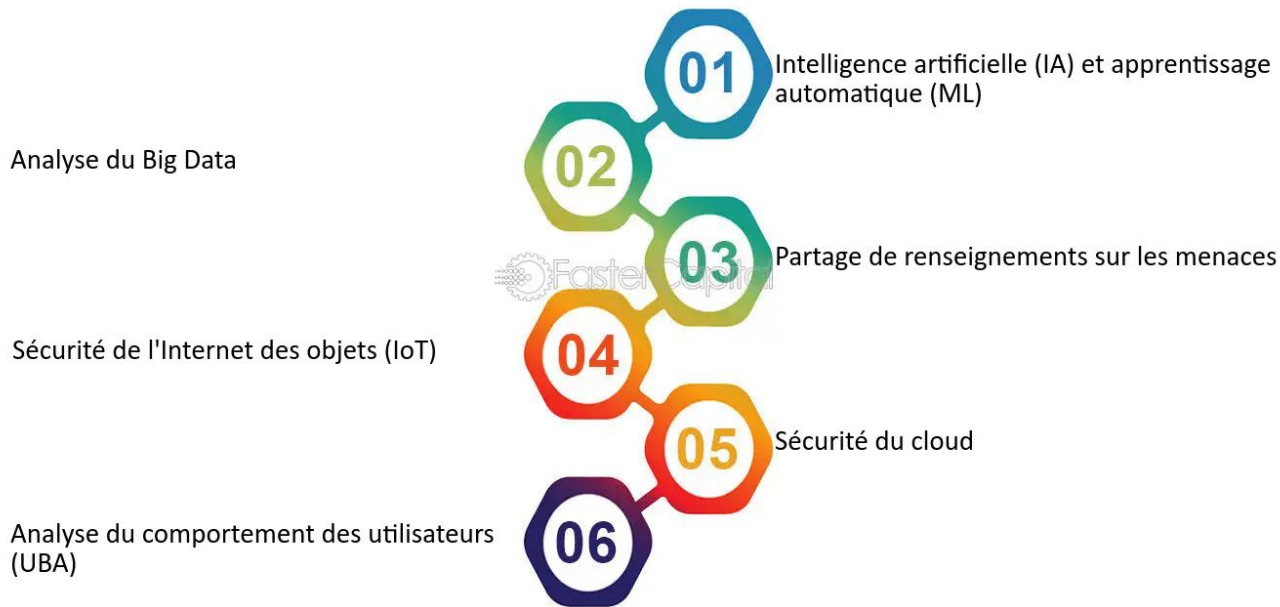 01
Intelligence artificielle (IA) et apprentissage
automatique (ML)
Analyse du Big Data
02
FasterCapital
03
Partage de renseignements sur les menaces
Sécurité de l'Internet des objets (IoT)
04
05
Sécurité du cloud
Analyse du comportement des utilisateurs
(UBA)
06